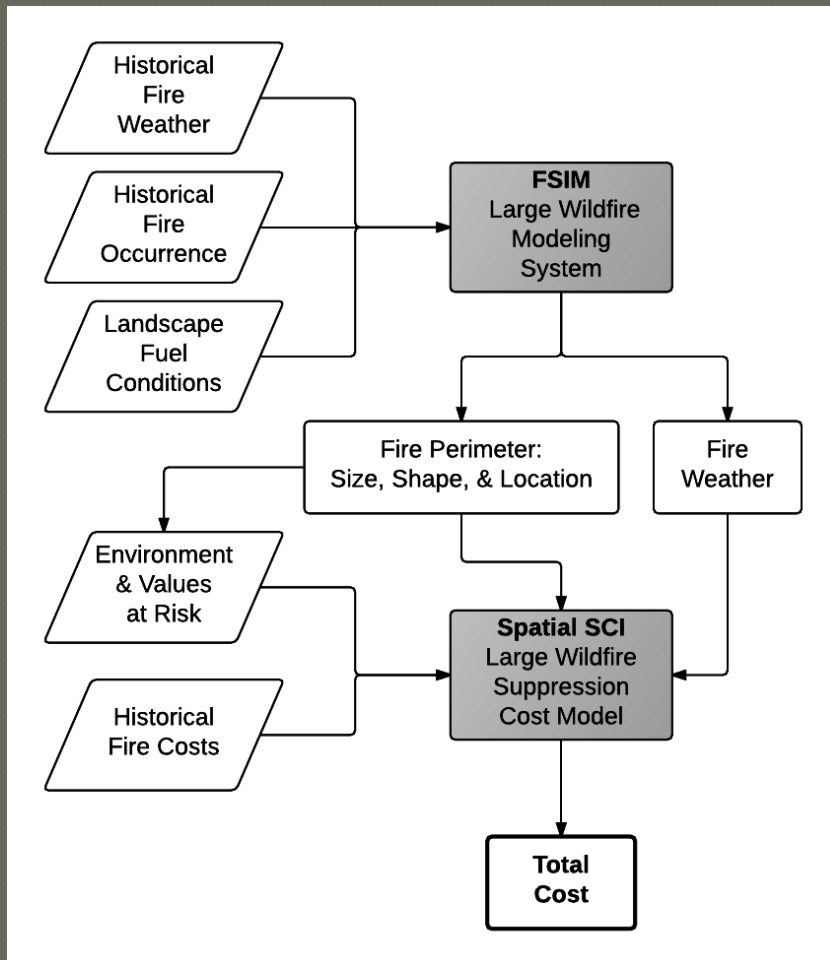 Historical
Fire
Weather
Historical
Fire
Occurrence
Landscape
Fuel
Conditions
FSIM
Large Wildfire
Modeling
System
Fire Perimeter:
Size, Shape, & Location
Fire
Weather
Environment
& Values
at Risk
Historical
Fire Costs
Spatial SCI
Large Wildfire
Suppression
Cost Model
Total
Cost